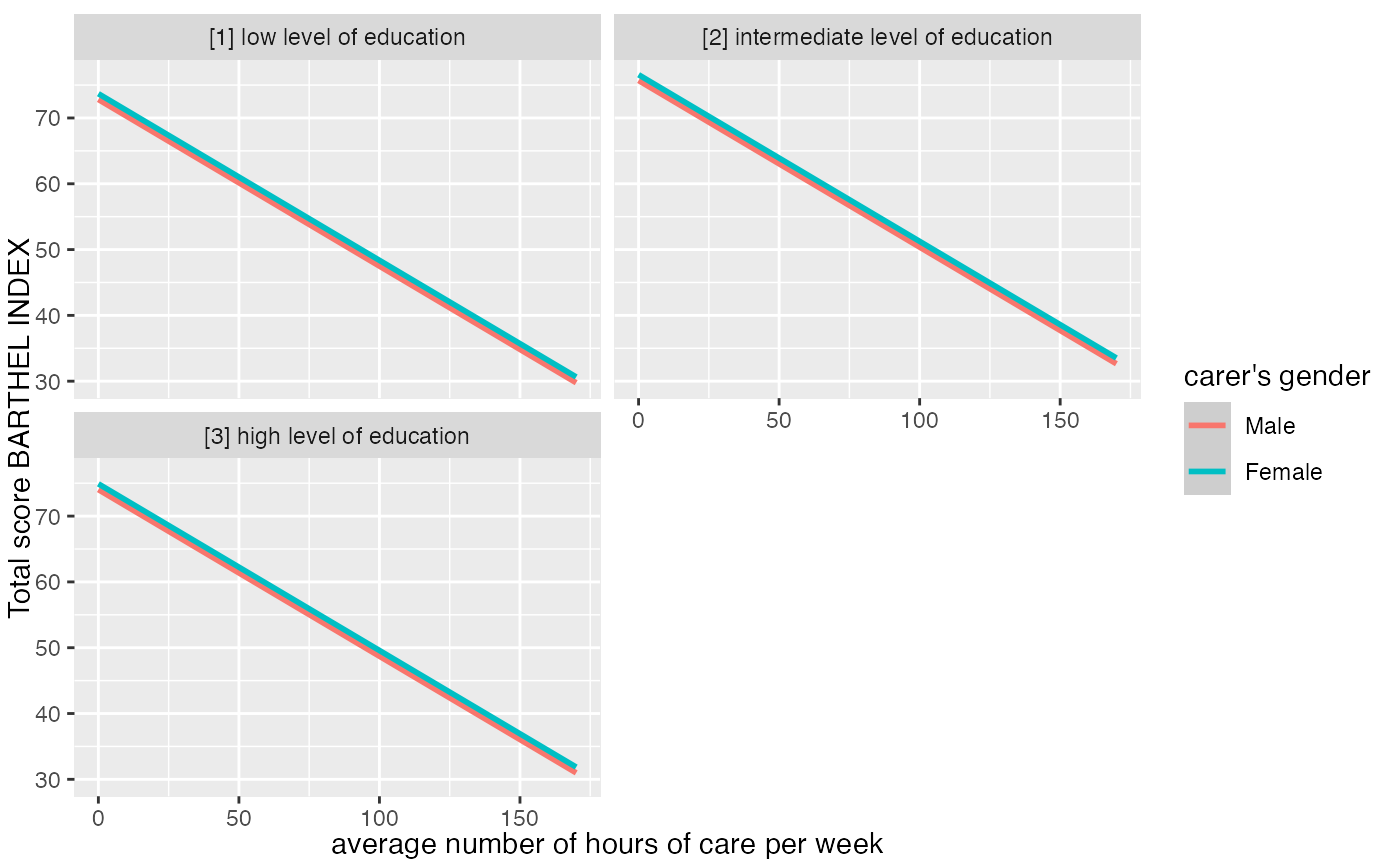 [1] low level of education
[2] intermediate level of education
70
60
50
40
30
0 50 100 150
[3] high level of education
70
60
50
40
30
0 50 100 150
average number of hours of care per week
Total score BARTHEL INDEX
carer's gender
Male
Female